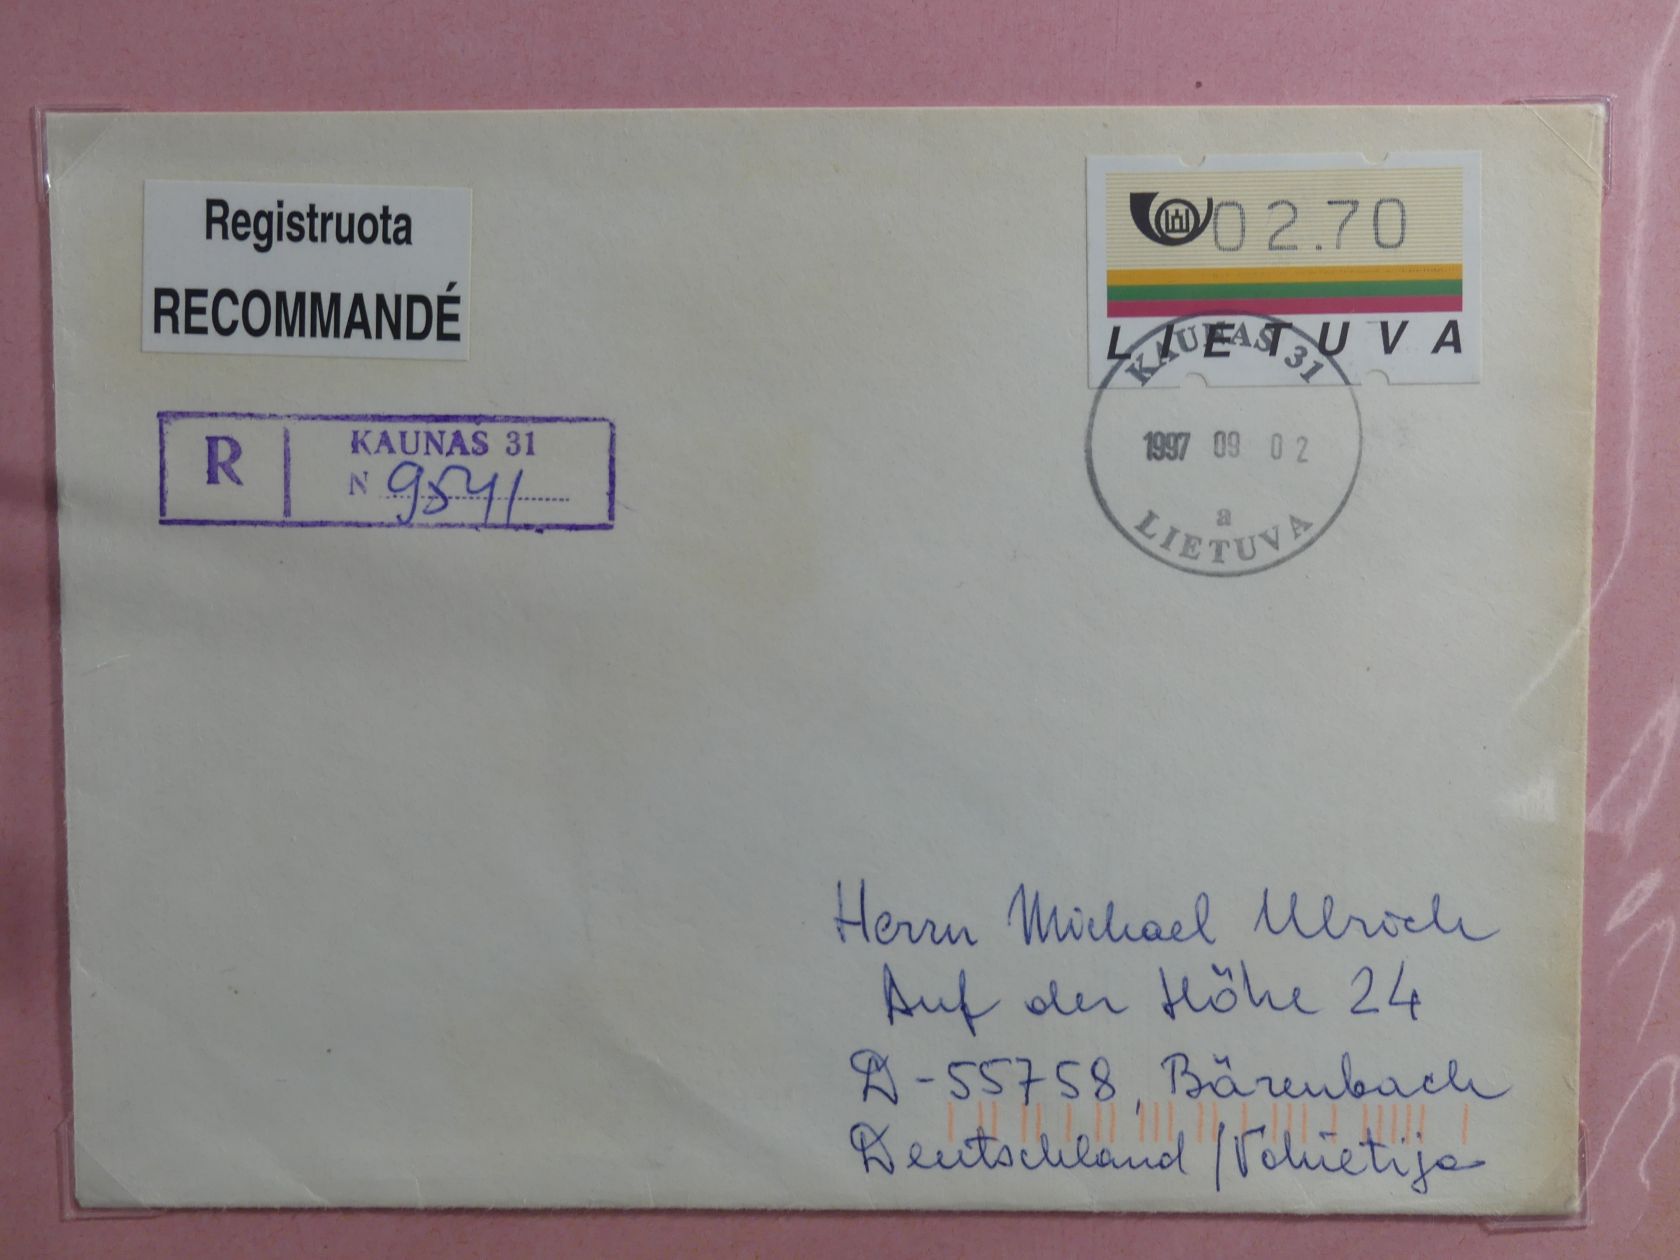 Registruota
RECOMMANDÉ
02.70
LIETUVA
KAUNAS 31
1997 09 02
a
LIETUVA
R
KAUNAS 31
N 9541
Herrn Michael Ulrich
Auf der Höhe 24
D-55758, Bärenbach
Deutschland / Vokietija